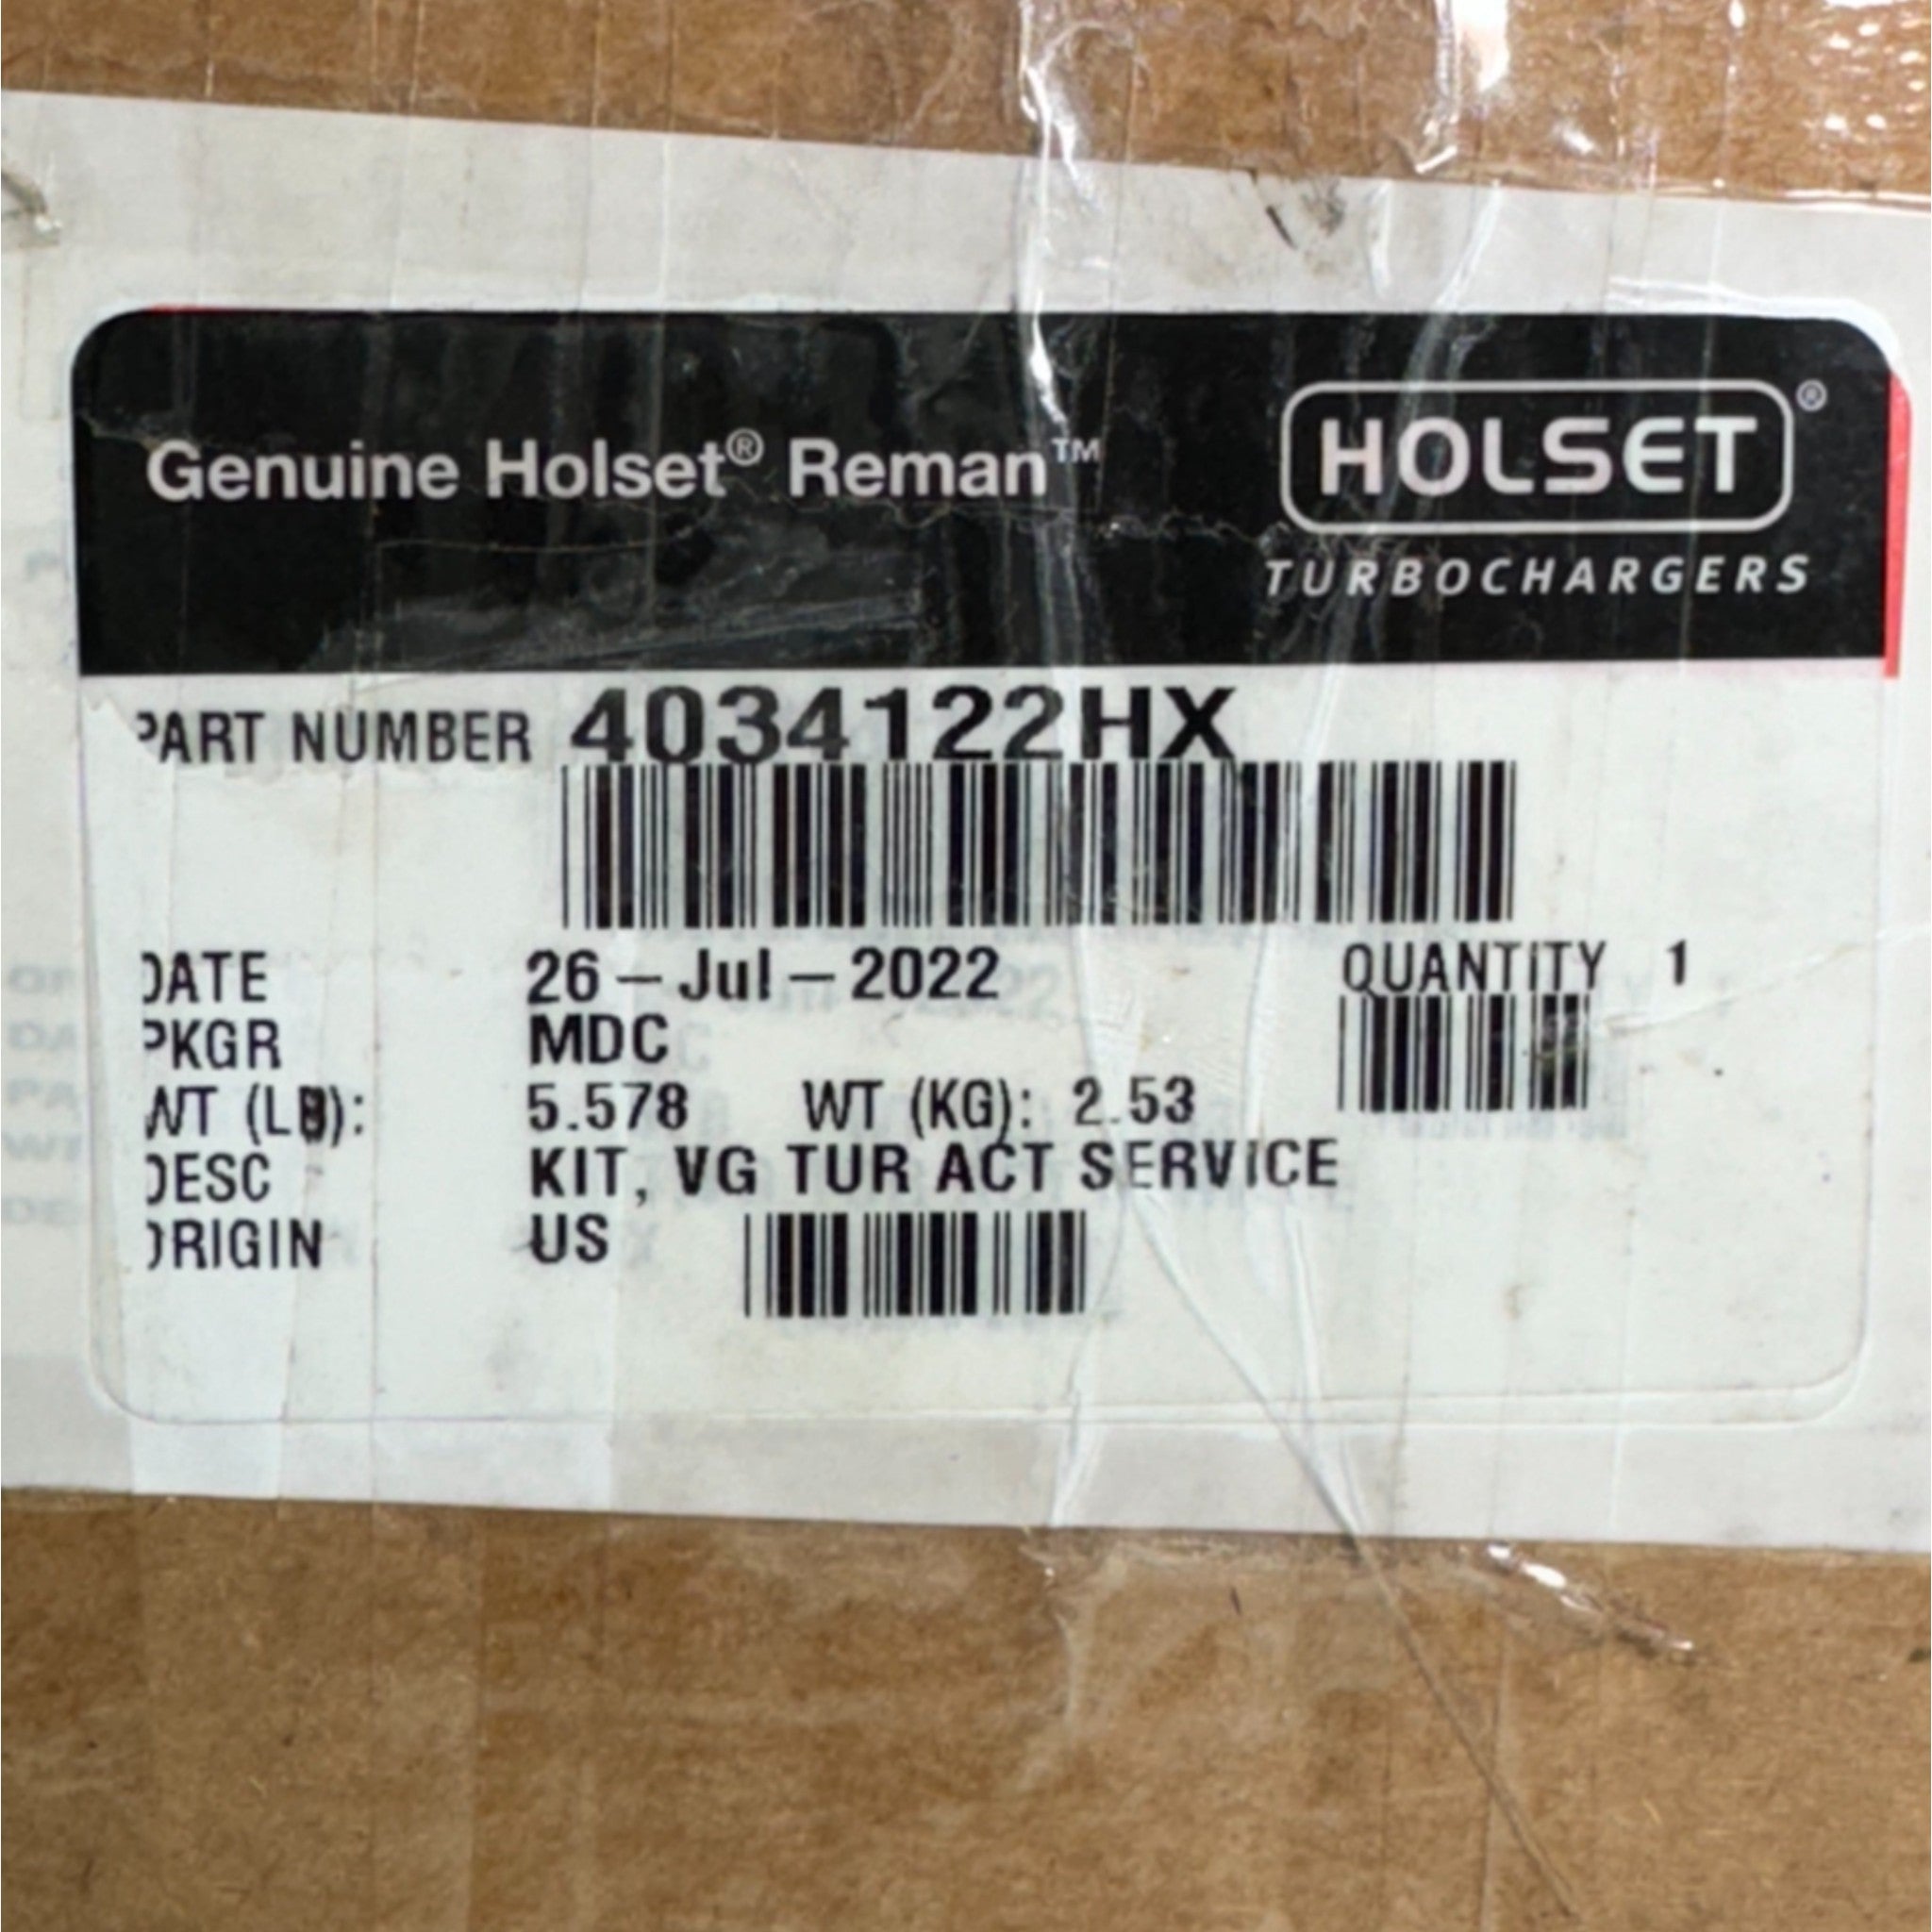 Genuine Holset® Reman™
HOLSET®
TURBOCHARGERS
PART NUMBER 4034122HX
DATE 26-Jul-2022 QUANTITY 1
PKGR MDC
WT (LB): 5.578 WT (KG): 2.53
DESC KIT, VG TUR ACT SERVICE
ORIGIN US